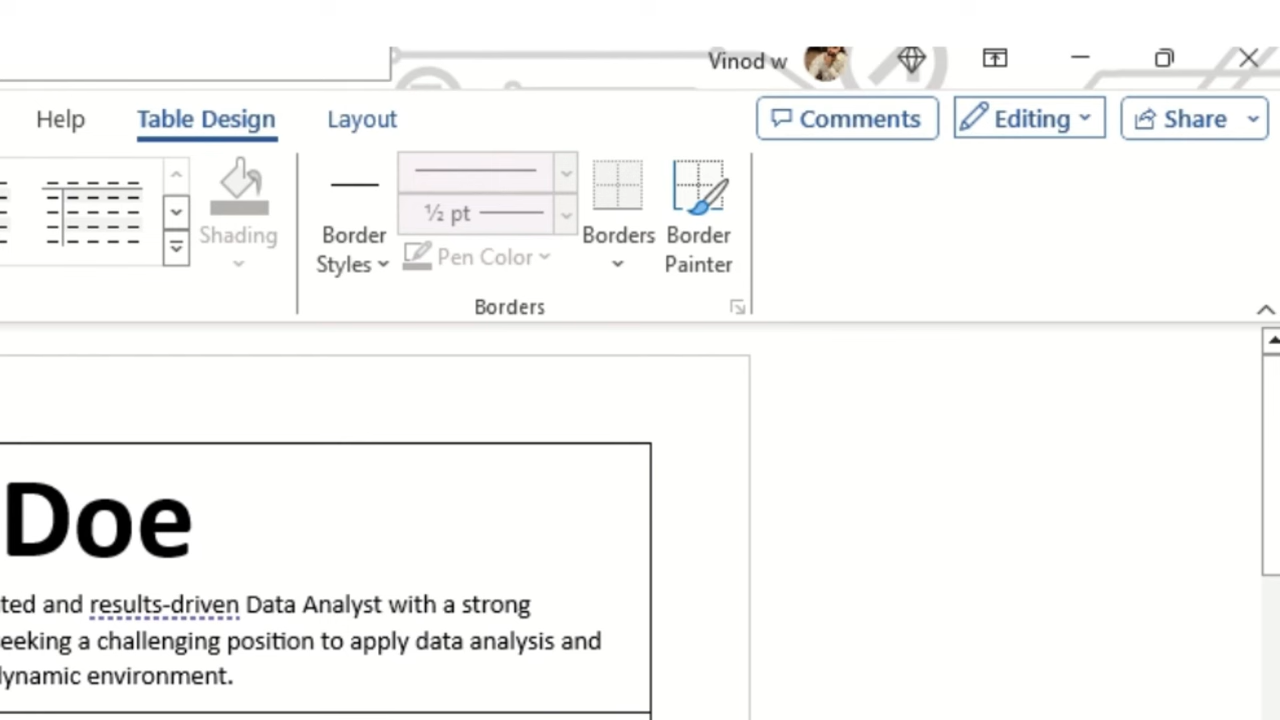 Vinod w
Help Table Design Layout Comments Editing Share
½ pt
Shading Border Styles Pen Color Borders Border Painter
Borders
Doe
ted and results-driven Data Analyst with a strong
eeking a challenging position to apply data analysis and
lynamic environment.